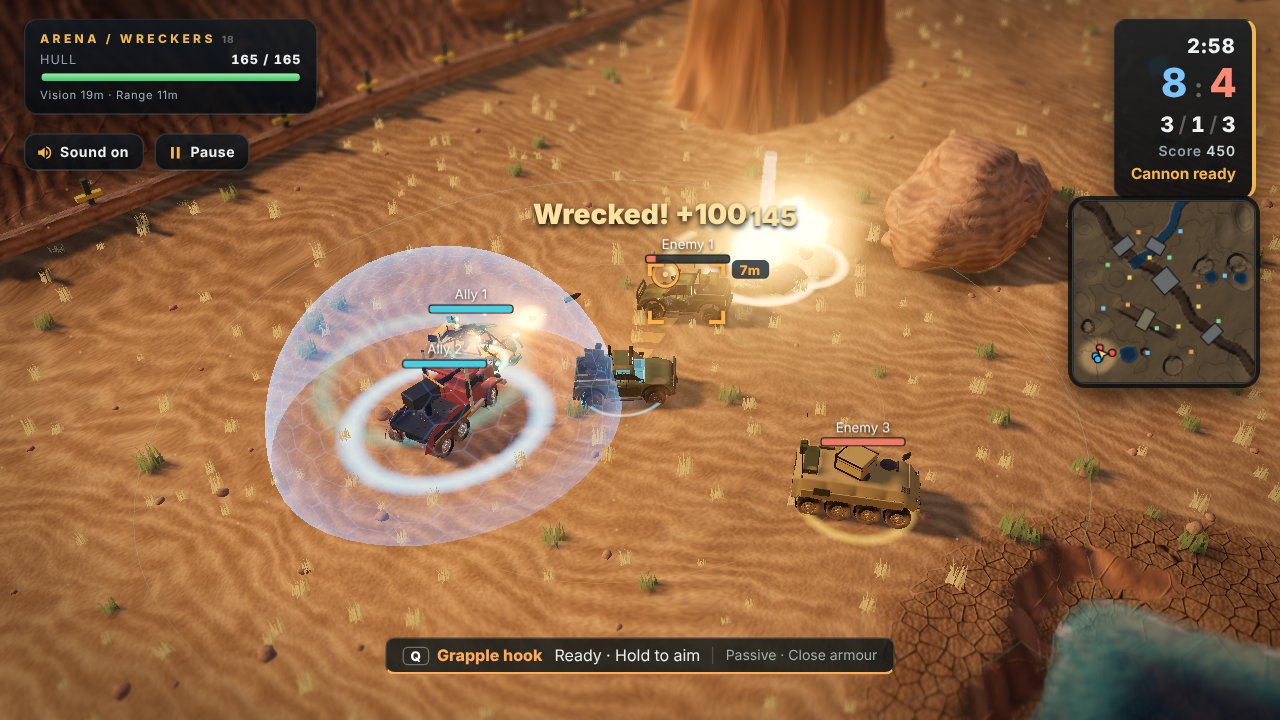 ARENA / WRECKERS 18
HULL 165 / 165
Vision 19m · Range 11m
Sound on
Pause
2:58
8 : 4
3 / 1 / 3
Score 450
Cannon ready
Wrecked! +100
145
Enemy 1
7m
Ally 1
Ally 2
Enemy 3
Q Grapple hook Ready · Hold to aim | Passive · Close armour